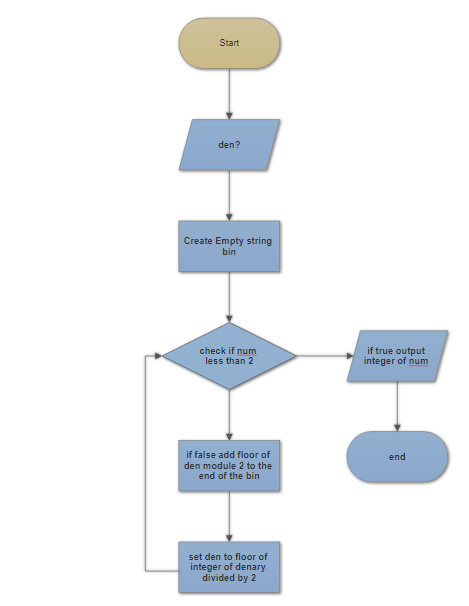 Start
den?
Create Empty string
bin
check if num
less than 2
if true output
integer of num
if false add floor of
den module 2 to the
end of the bin
end
set den to floor of
integer of denary
divided by 2